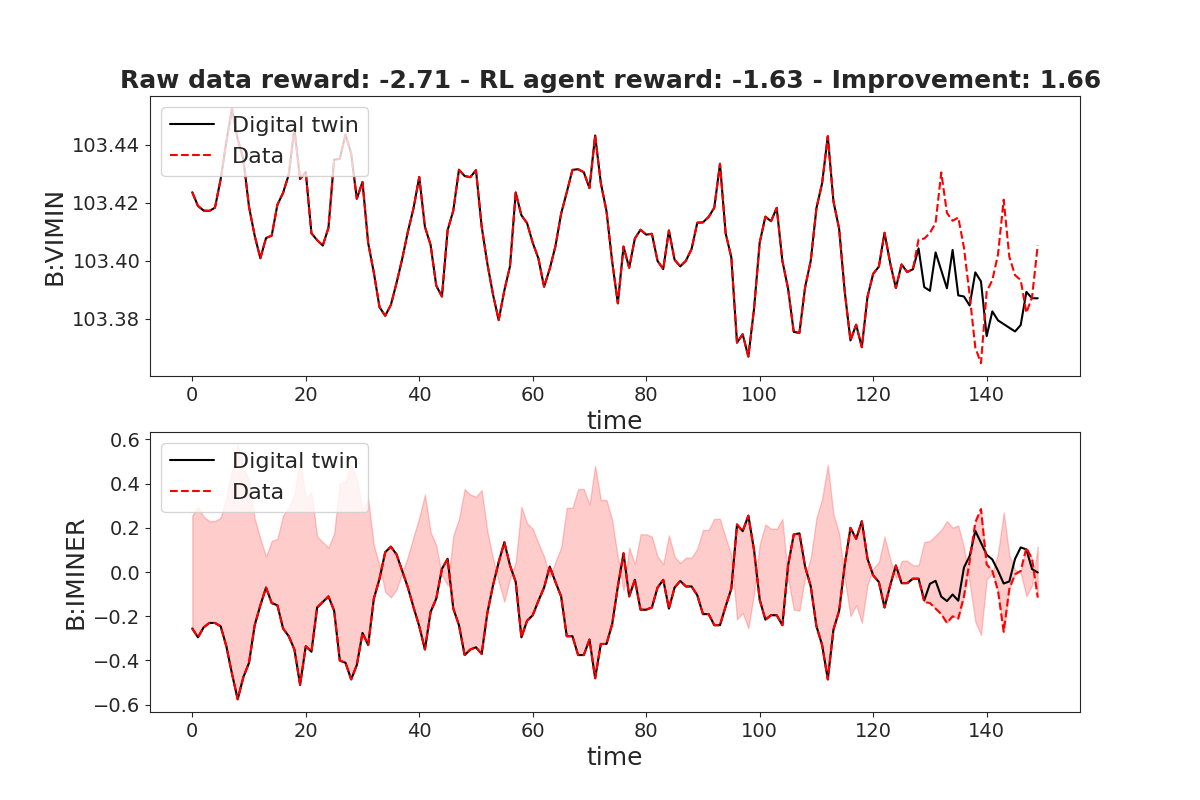 Raw data reward: -2.71 - RL agent reward: -1.63 - Improvement: 1.66
Digital twin
Data
103.44
103.42
103.40
103.38
B:VIMIN
0 20 40 60 80 100 120 140
time
Digital twin
Data
0.6
0.4
0.2
0.0
−0.2
−0.4
−0.6
B:IMINER
0 20 40 60 80 100 120 140
time